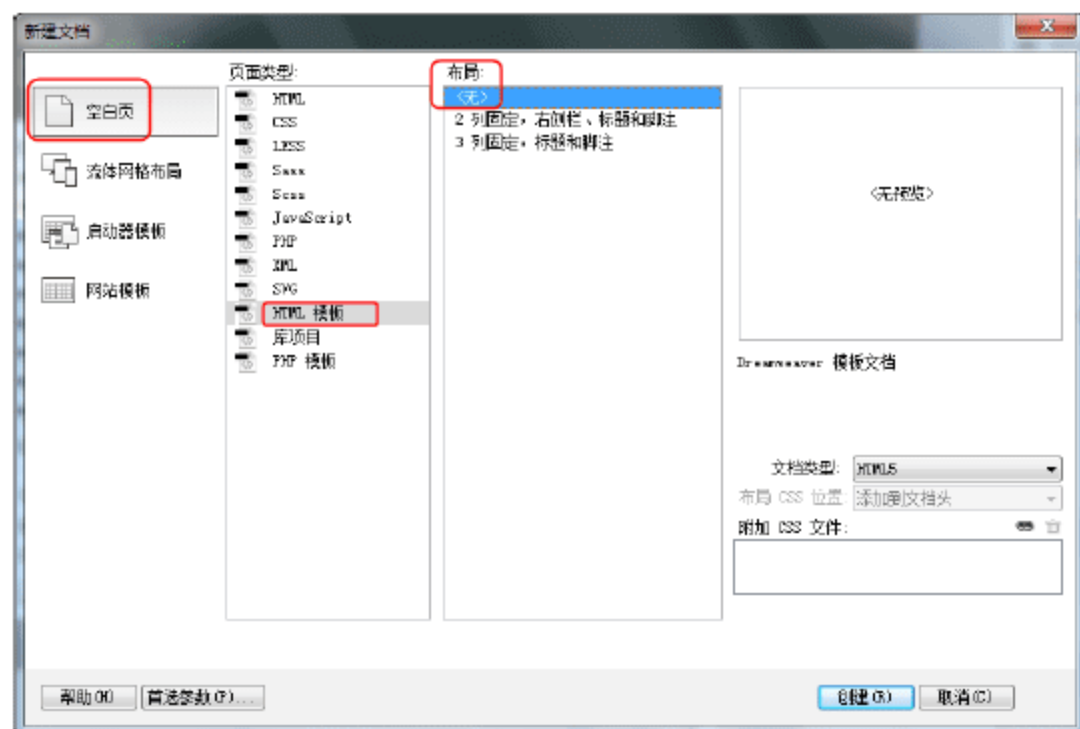 新建文档
空白页
流体网格布局
启动器模板
网站模板
页面类型:
HTML
CSS
LESS
Sass
Scss
JavaScript
PHP
XML
SVG
HTML 模板
库项目
PHP 模板
布局:
<无>
2 列固定，右侧栏、标题和脚注
3 列固定，标题和脚注
<无预览>
Dreamweaver 模板文档
文档类型: HTML5
布局 CSS 位置: 添加到文档头
附加 CSS 文件:
帮助(H) 首选参数(P)... 创建(R) 取消(C)